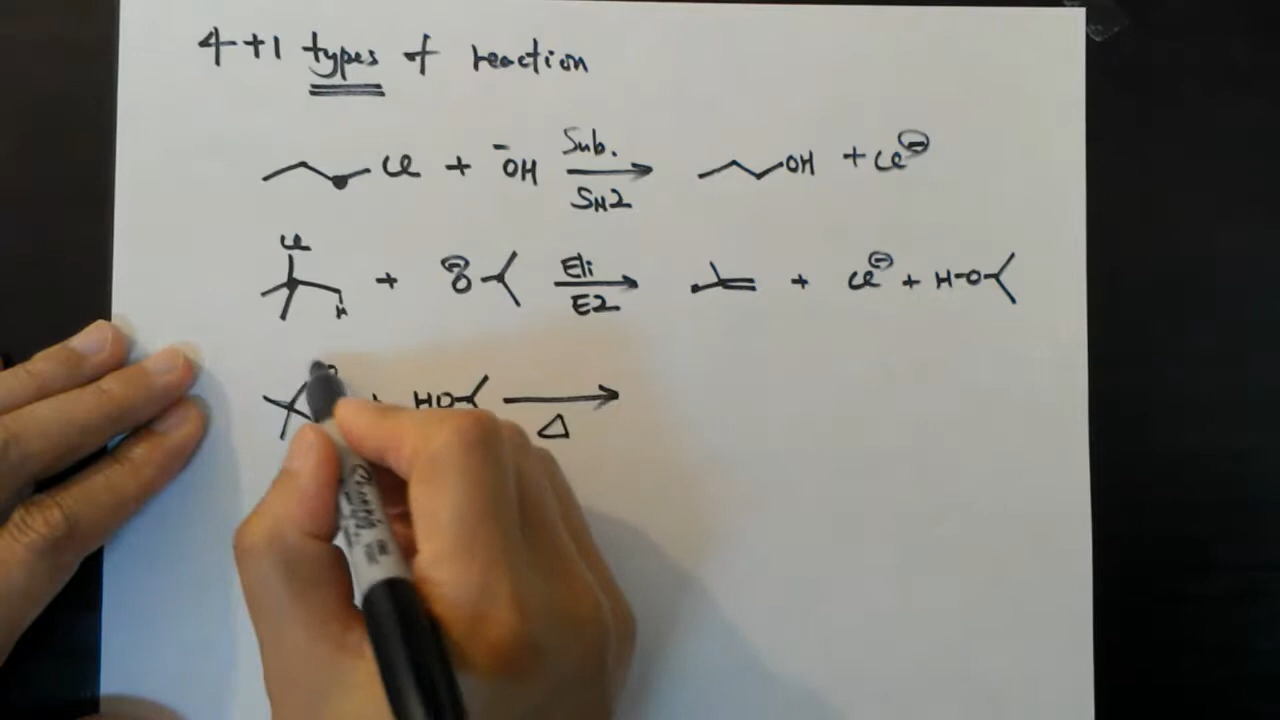 4+1 types of reaction
Cl + ⁻OH Sub. SN2 OH + Cl⊖
Cl H + ⊖O Eli E2 + Cl⊖ + H-O
+ HO Δ